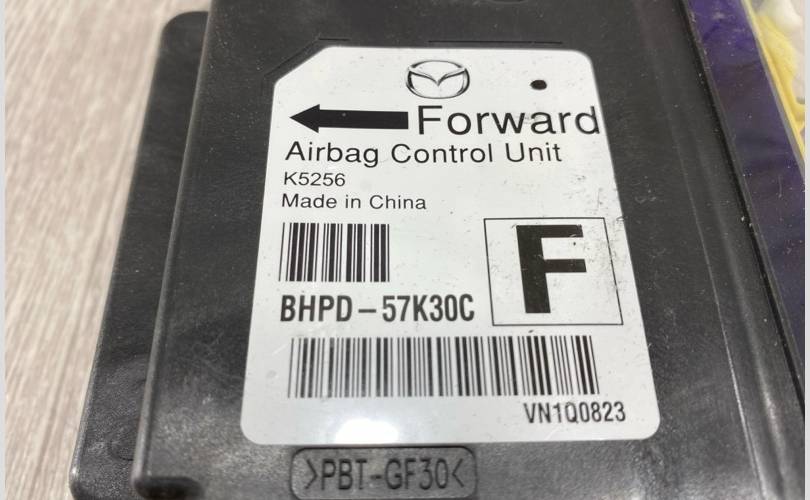 Forward
Airbag Control Unit
K5256
Made in China
F
BHPD-57K30C
VN1Q0823
>PBT-GF30<